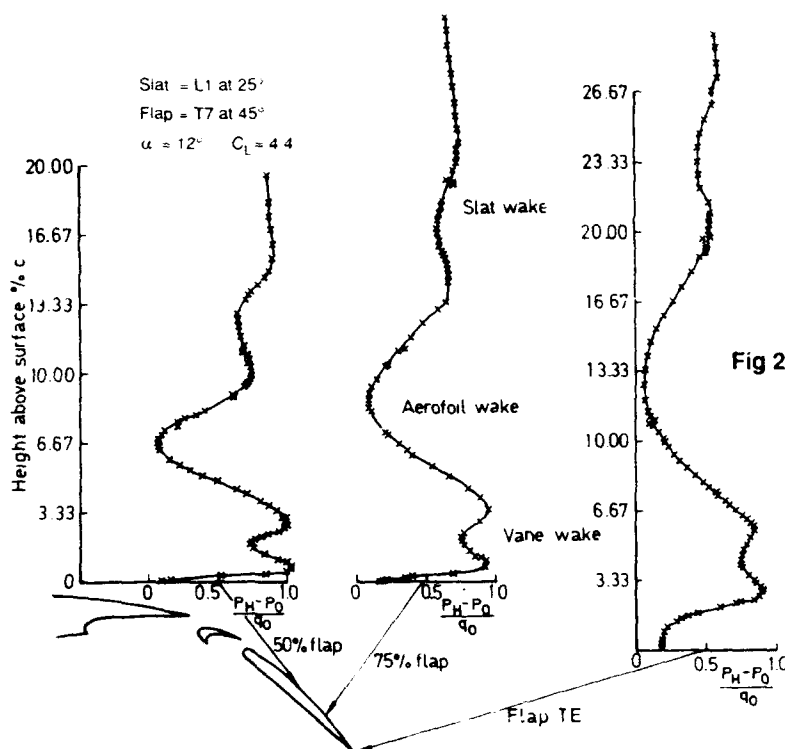 Slat = L1 at 25°
Flap = T7 at 45°
α = 12° C_L = 4.4
Height above surface % c
20.00
16.67
13.33
10.00
6.67
3.33
0
0.5
1.0
P_H-P_0
q_0
Slat wake
Aerofoil wake
Vane wake
0
0.5
1.0
P_H-P_0
q_0
26.67
23.33
20.00
16.67
13.33
10.00
6.67
3.33
0
0.5
1.0
P_H-P_0
q_0
Fig 2
50% flap
75% flap
Flap TE